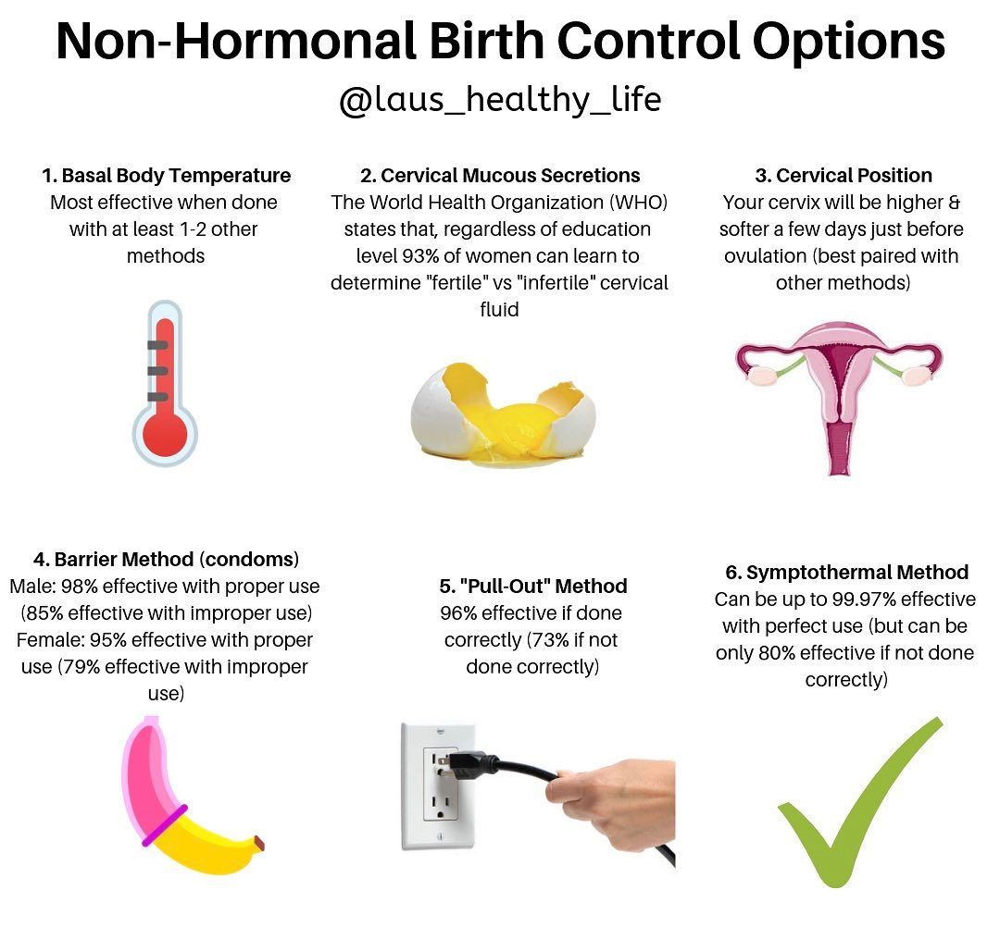 Non-Hormonal Birth Control Options
@laus_healthy_life
1. Basal Body Temperature
Most effective when done
with at least 1-2 other
methods
2. Cervical Mucous Secretions
The World Health Organization (WHO)
states that, regardless of education
level 93% of women can learn to
determine "fertile" vs "infertile" cervical
fluid
3. Cervical Position
Your cervix will be higher &
softer a few days just before
ovulation (best paired with
other methods)
4. Barrier Method (condoms)
Male: 98% effective with proper use
(85% effective with improper use)
Female: 95% effective with proper
use (79% effective with improper
use)
5. "Pull-Out" Method
96% effective if done
correctly (73% if not
done correctly)
6. Symptothermal Method
Can be up to 99.97% effective
with perfect use (but can be
only 80% effective if not done
correctly)